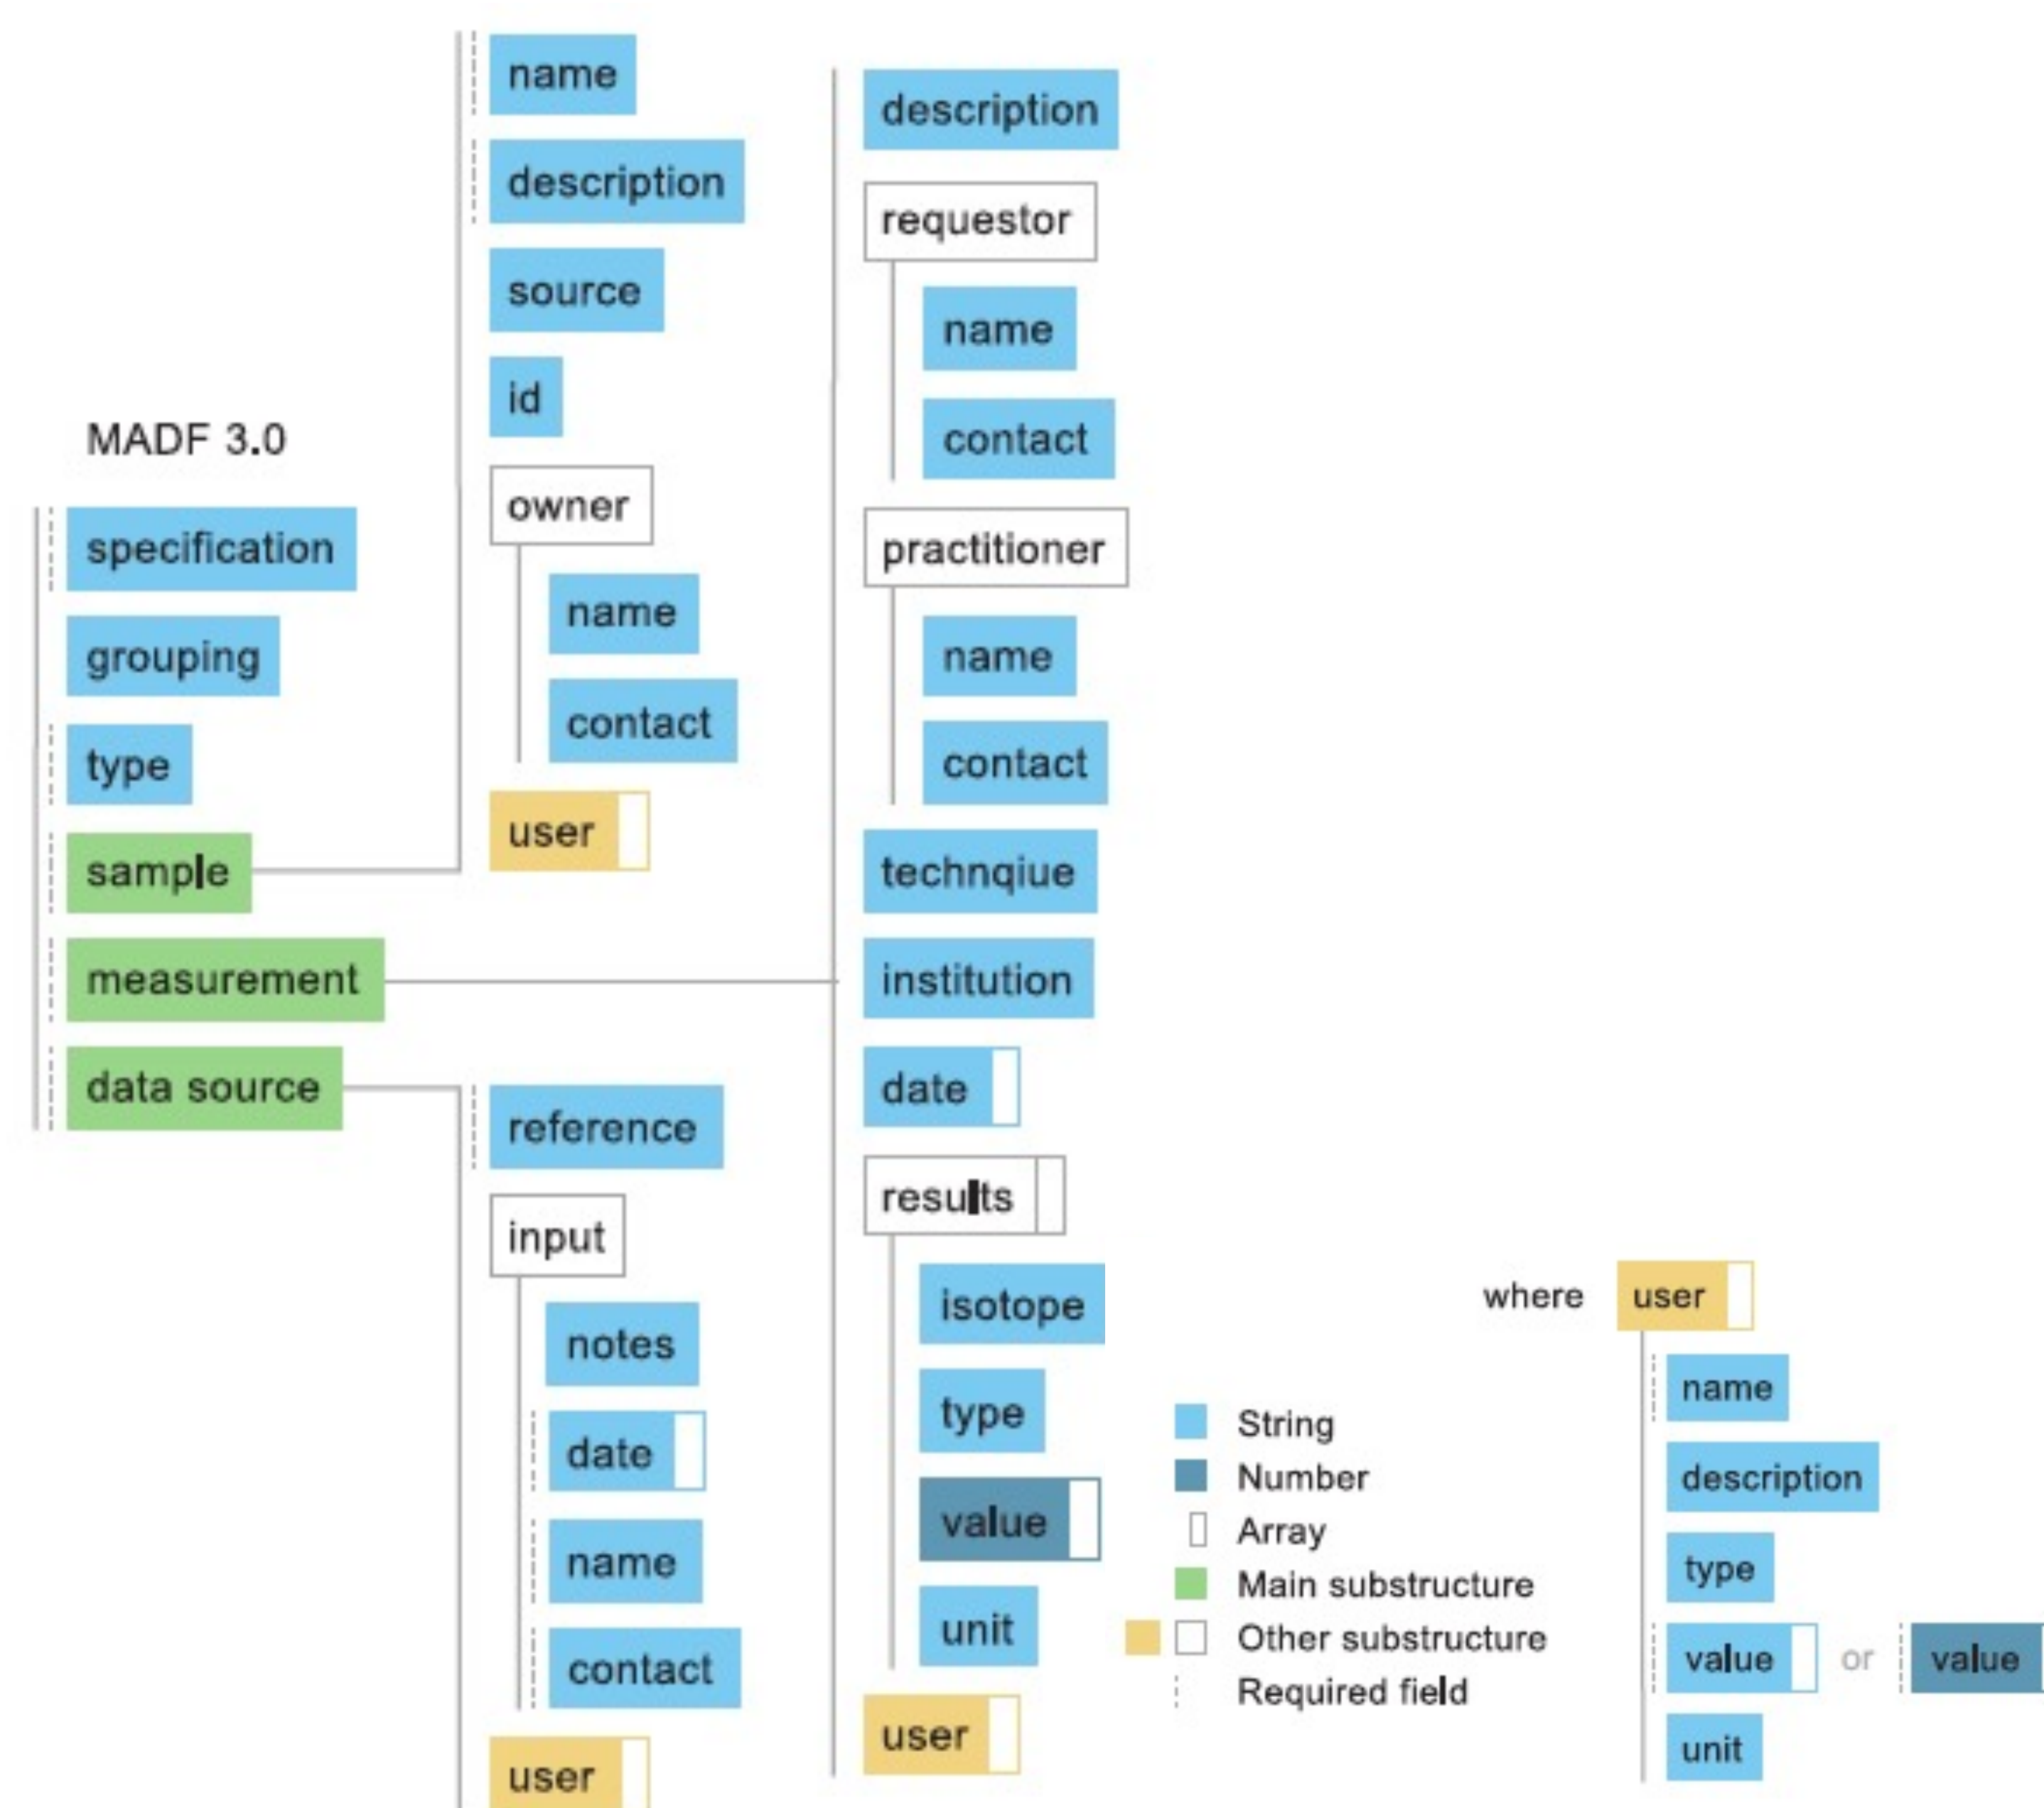 MADF 3.0
specification
grouping
type
sample
measurement
data source
name
description
source
id
owner
name
contact
user
reference
input
notes
date
name
contact
user
description
requestor
name
contact
practitioner
name
contact
technqiue
institution
date
results
isotope
type
value
unit
user
String
Number
Array
Main substructure
Other substructure
Required field
where user
name
description
type
value or value
unit